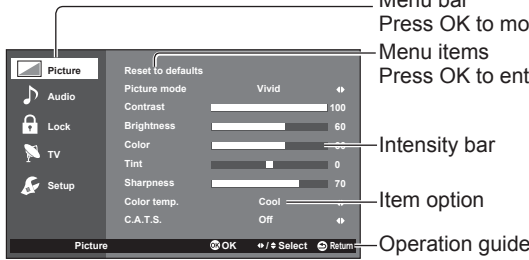 Menu bar
Press OK to mo
Menu items
Press OK to ent
Picture
Audio
Lock
TV
Setup
Reset to defaults
Picture mode Vivid
Contrast 100
Brightness 60
Color
Tint 0
Sharpness 70
Color temp. Cool
C.A.T.S. Off
Intensity bar
Item option
Picture OK OK / Select Return
Operation guide